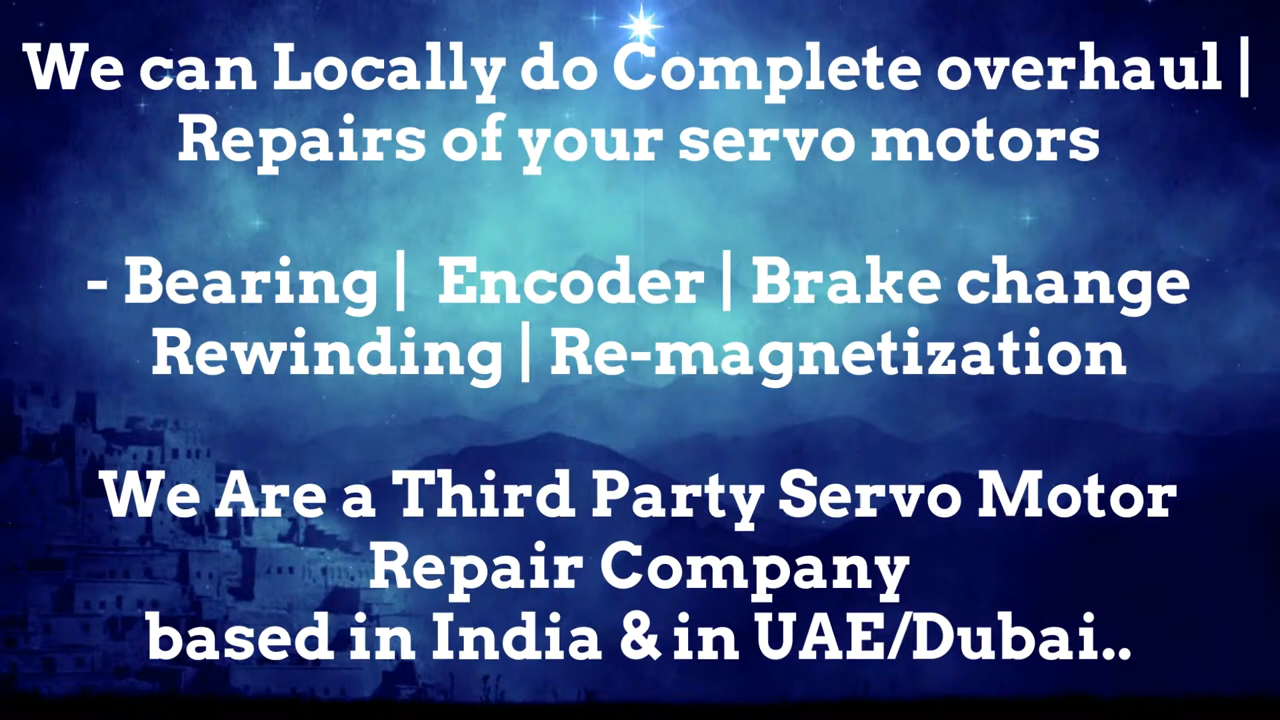 We can Locally do Complete overhaul |
Repairs of your servo motors
- Bearing |  Encoder | Brake change
Rewinding | Re-magnetization
We Are a Third Party Servo Motor
Repair Company
based in India & in UAE/Dubai..